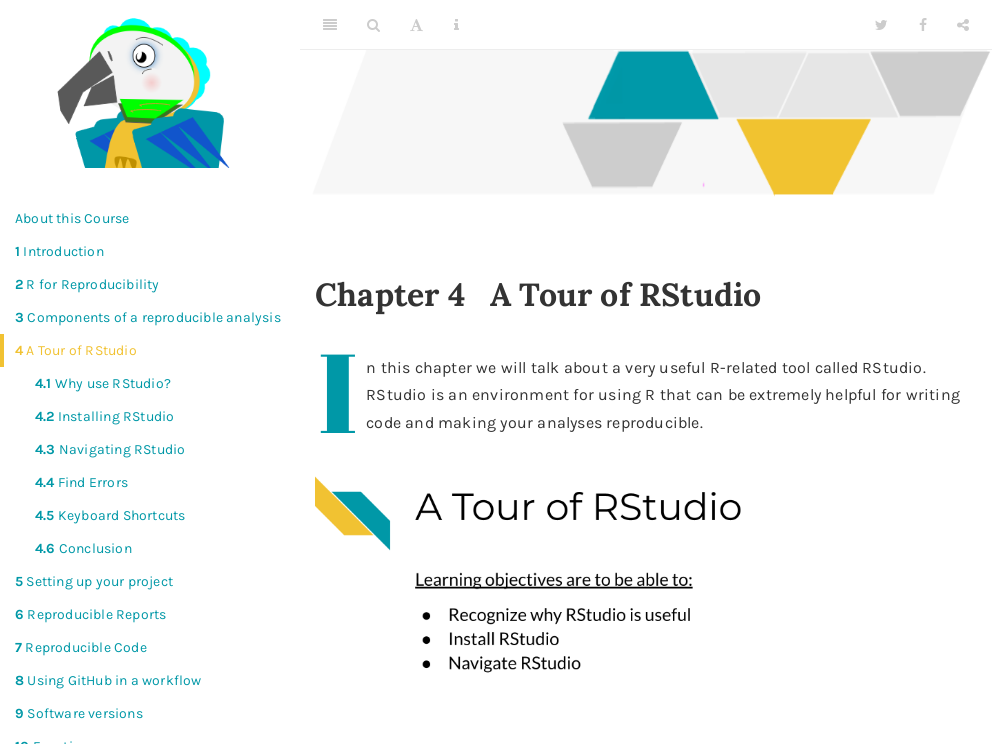 About this Course
1 Introduction
2 R for Reproducibility
3 Components of a reproducible analysis
4 A Tour of RStudio
4.1 Why use RStudio?
4.2 Installing RStudio
4.3 Navigating RStudio
4.4 Find Errors
4.5 Keyboard Shortcuts
4.6 Conclusion
5 Setting up your project
6 Reproducible Reports
7 Reproducible Code
8 Using GitHub in a workflow
9 Software versions
Chapter 4 A Tour of RStudio
In this chapter we will talk about a very useful R-related tool called RStudio.
RStudio is an environment for using R that can be extremely helpful for writing
code and making your analyses reproducible.
A Tour of RStudio
Learning objectives are to be able to:
● Recognize why RStudio is useful
● Install RStudio
● Navigate RStudio